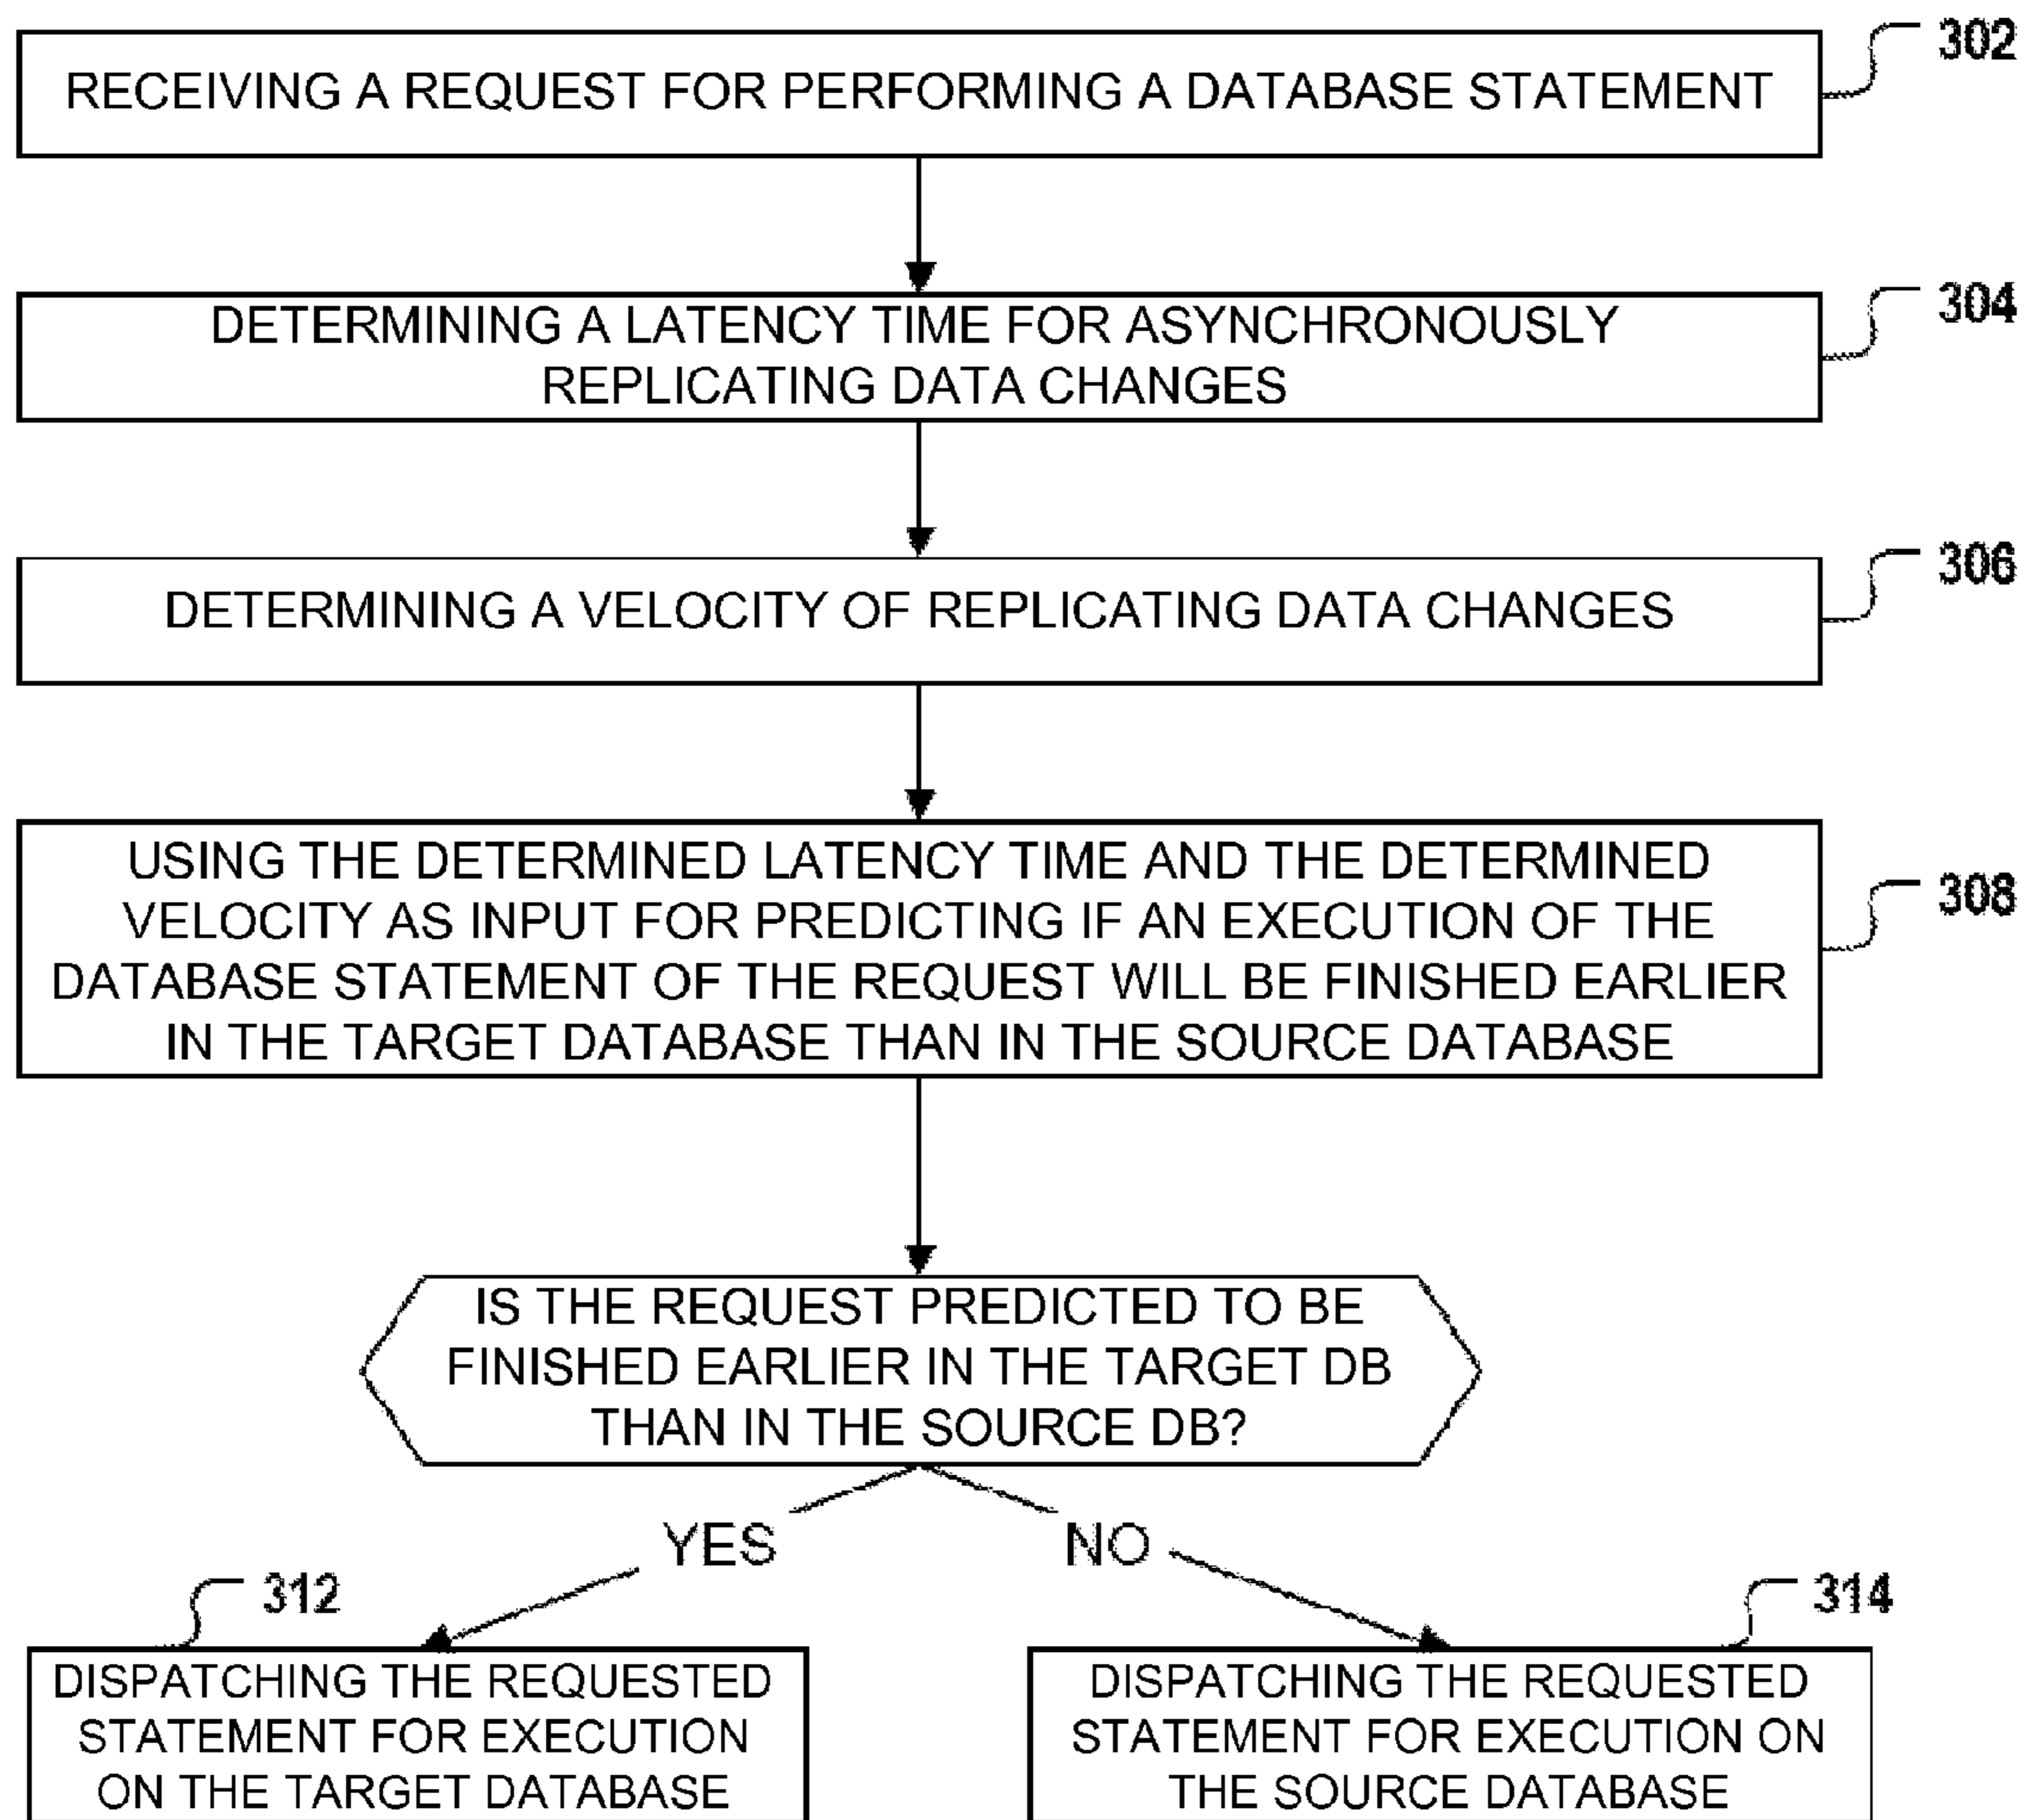 302
RECEIVING A REQUEST FOR PERFORMING A DATABASE STATEMENT
304
DETERMINING A LATENCY TIME FOR ASYNCHRONOUSLY
REPLICATING DATA CHANGES
306
DETERMINING A VELOCITY OF REPLICATING DATA CHANGES
308
USING THE DETERMINED LATENCY TIME AND THE DETERMINED
VELOCITY AS INPUT FOR PREDICTING IF AN EXECUTION OF THE
DATABASE STATEMENT OF THE REQUEST WILL BE FINISHED EARLIER
IN THE TARGET DATABASE THAN IN THE SOURCE DATABASE
IS THE REQUEST PREDICTED TO BE
FINISHED EARLIER IN THE TARGET DB
THAN IN THE SOURCE DB?
YES
NO
312
DISPATCHING THE REQUESTED
STATEMENT FOR EXECUTION
ON THE TARGET DATABASE
314
DISPATCHING THE REQUESTED
STATEMENT FOR EXECUTION ON
THE SOURCE DATABASE